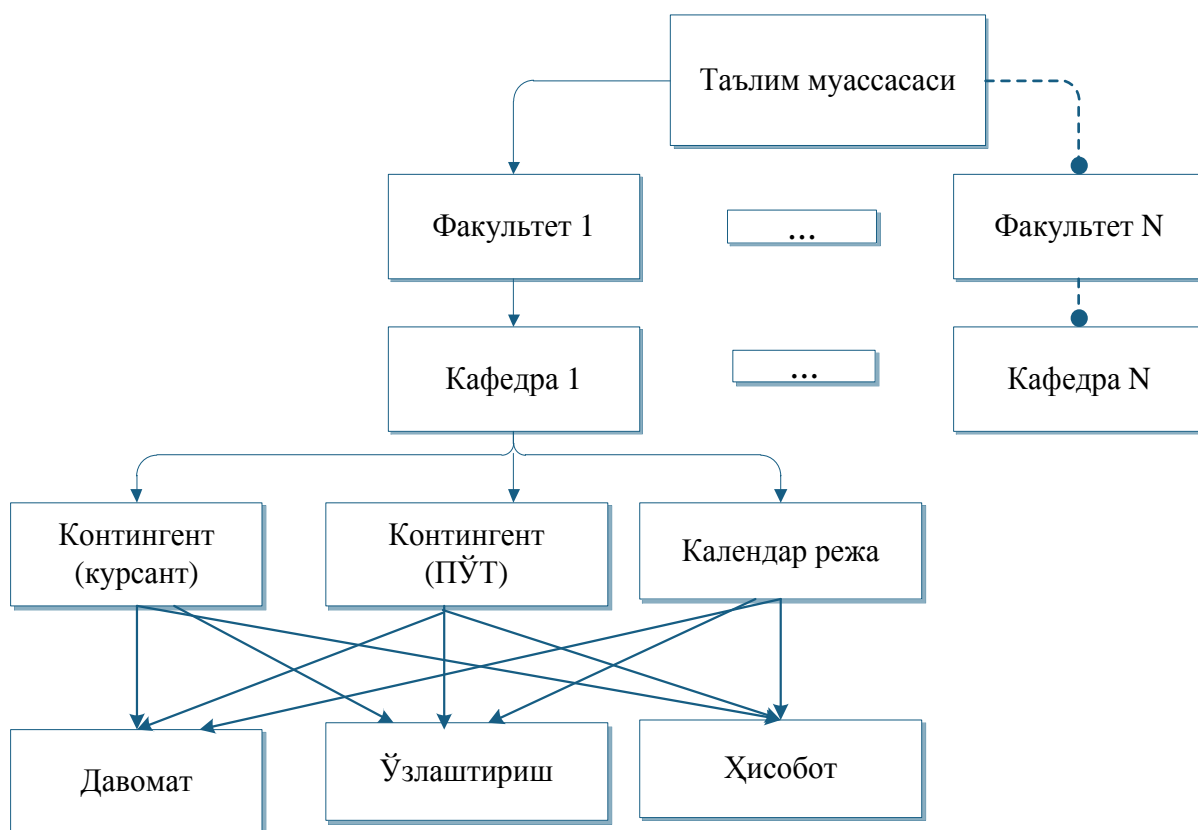 Таълим муассасаси
Факультет 1
...
Факультет N
Кафедра 1
...
Кафедра N
Контингент
(курсант)
Контингент
(ПЎТ)
Календар режа
Давомат
Ўзлаштириш
Ҳисобот